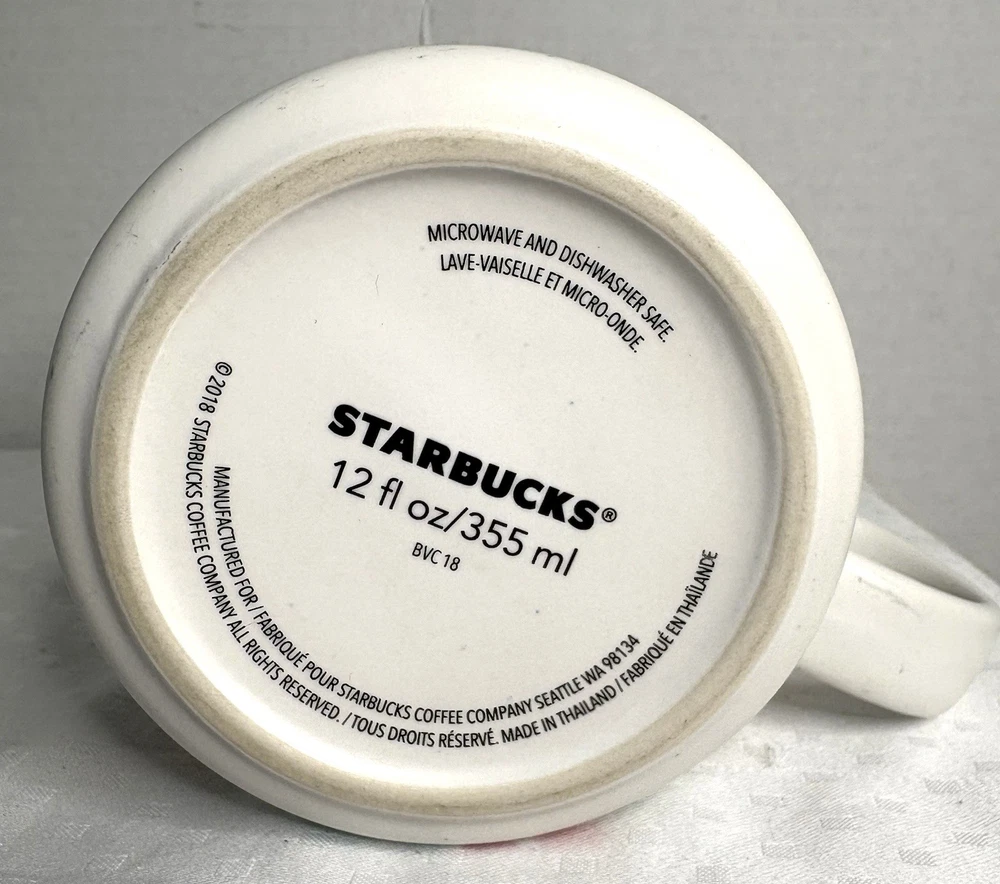 MICROWAVE AND DISHWASHER SAFE.
LAVE-VAISELLE ET MICRO-ONDE.
STARBUCKS®
12 fl oz/355 ml
BVC 18
MANUFACTURED FOR / FABRIQUÉ POUR STARBUCKS COFFEE COMPANY SEATTLE WA 98134
©2018 STARBUCKS COFFEE COMPANY ALL RIGHTS RESERVED. / TOUS DROITS RÉSERVÉ. MADE IN THAILAND / FABRIQUÉ EN THAÏLANDE